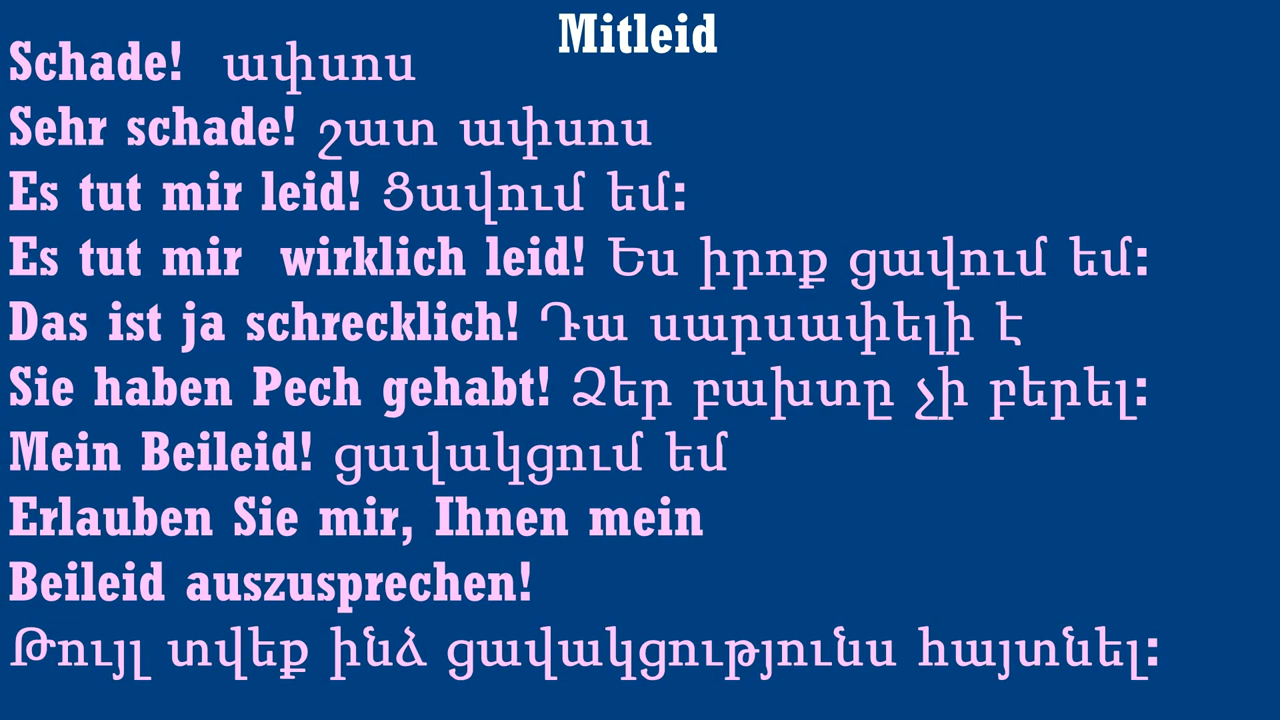 Mitleid
Schade! ափսոս
Sehr schade! շատ ափսոս
Es tut mir leid! Ցավում եմ:
Es tut mir wirklich leid! Ես իրոք ցավում եմ:
Das ist ja schrecklich! Դա սարսափելի է
Sie haben Pech gehabt! Ձեր բախտը չի բերել:
Mein Beileid! ցավակցում եմ
Erlauben Sie mir, Ihnen mein
Beileid auszusprechen!
Թույլ տվեք ինձ ցավակցությունս հայտնել: